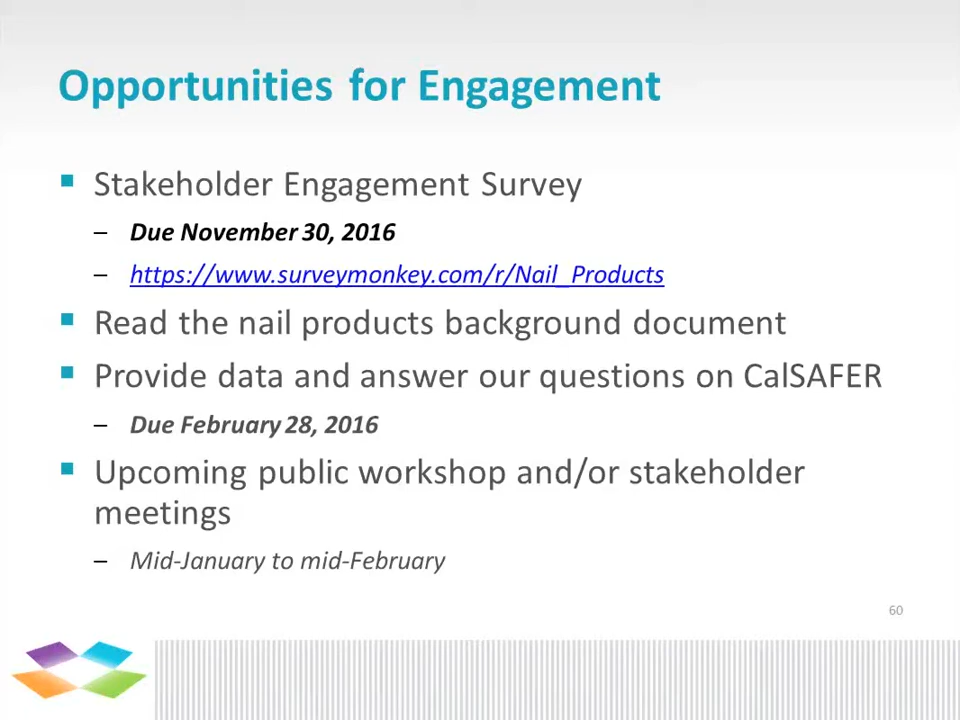 Opportunities for Engagement
▪ Stakeholder Engagement Survey
– Due November 30, 2016
– https://www.surveymonkey.com/r/Nail_Products
▪ Read the nail products background document
▪ Provide data and answer our questions on CalSAFER
– Due February 28, 2016
▪ Upcoming public workshop and/or stakeholder
meetings
– Mid-January to mid-February
60